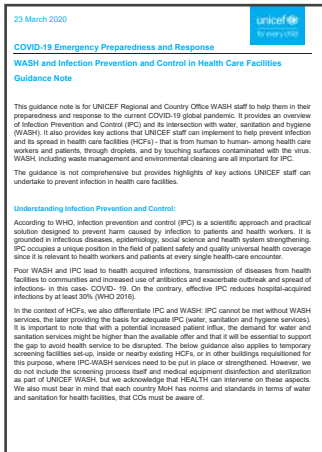 23 March 2020
unicef
for every child
COVID-19 Emergency Preparedness and Response
WASH and Infection Prevention and Control in Health Care Facilities
Guidance Note
This guidance note is for UNICEF Regional and Country Office WASH staff to help them in their
preparedness and response to the current COVID-19 global pandemic. It provides an overview
of Infection Prevention and Control (IPC) and its intersection with water, sanitation and hygiene
(WASH). It also provides key actions that UNICEF staff can implement to help prevent infection
and its spread in health care facilities (HCFs) - that is from human to human- among health care
workers and patients, through droplets, and by touching surfaces contaminated with the virus.
WASH, including waste management and environmental cleaning are all important for IPC.
The guidance is not comprehensive but provides highlights of key actions UNICEF staff can
undertake to prevent infection in health care facilities.
Understanding Infection Prevention and Control:
According to WHO, infection prevention and control (IPC) is a scientific approach and practical
solution designed to prevent harm caused by infection to patients and health workers. It is
grounded in infectious diseases, epidemiology, social science and health system strengthening.
IPC occupies a unique position in the field of patient safety and quality universal health coverage
since it is relevant to health workers and patients at every single health-care encounter.
Poor WASH and IPC lead to health acquired infections, transmission of diseases from health
facilities to communities and increased use of antibiotics and exacerbate outbreak and spread of
infections- in this case- COVID- 19. On the contrary, effective IPC reduces hospital-acquired
infections by at least 30% (WHO 2016).
In the context of HCFs, we also differentiate IPC and WASH: IPC cannot be met without WASH
services, the later providing the basis for adequate IPC (water, sanitation and hygiene services).
It is important to note that with a potential increased patient influx, the demand for water and
sanitation services might be higher than the available offer and that it will be essential to support
the gap to avoid health service to be disrupted. The below guidance also applies to temporary
screening facilities set-up, inside or nearby existing HCFs, or in other buildings requisitioned for
this purpose, where IPC-WASH services need to be put in place or strengthened. However, we
do not include the screening process itself and medical equipment disinfection and sterilization
as part of UNICEF WASH, but we acknowledge that HEALTH can intervene on these aspects.
We also must bear in mind that each country MoH has norms and standards in terms of water
and sanitation for health facilities, that COs must be aware of.